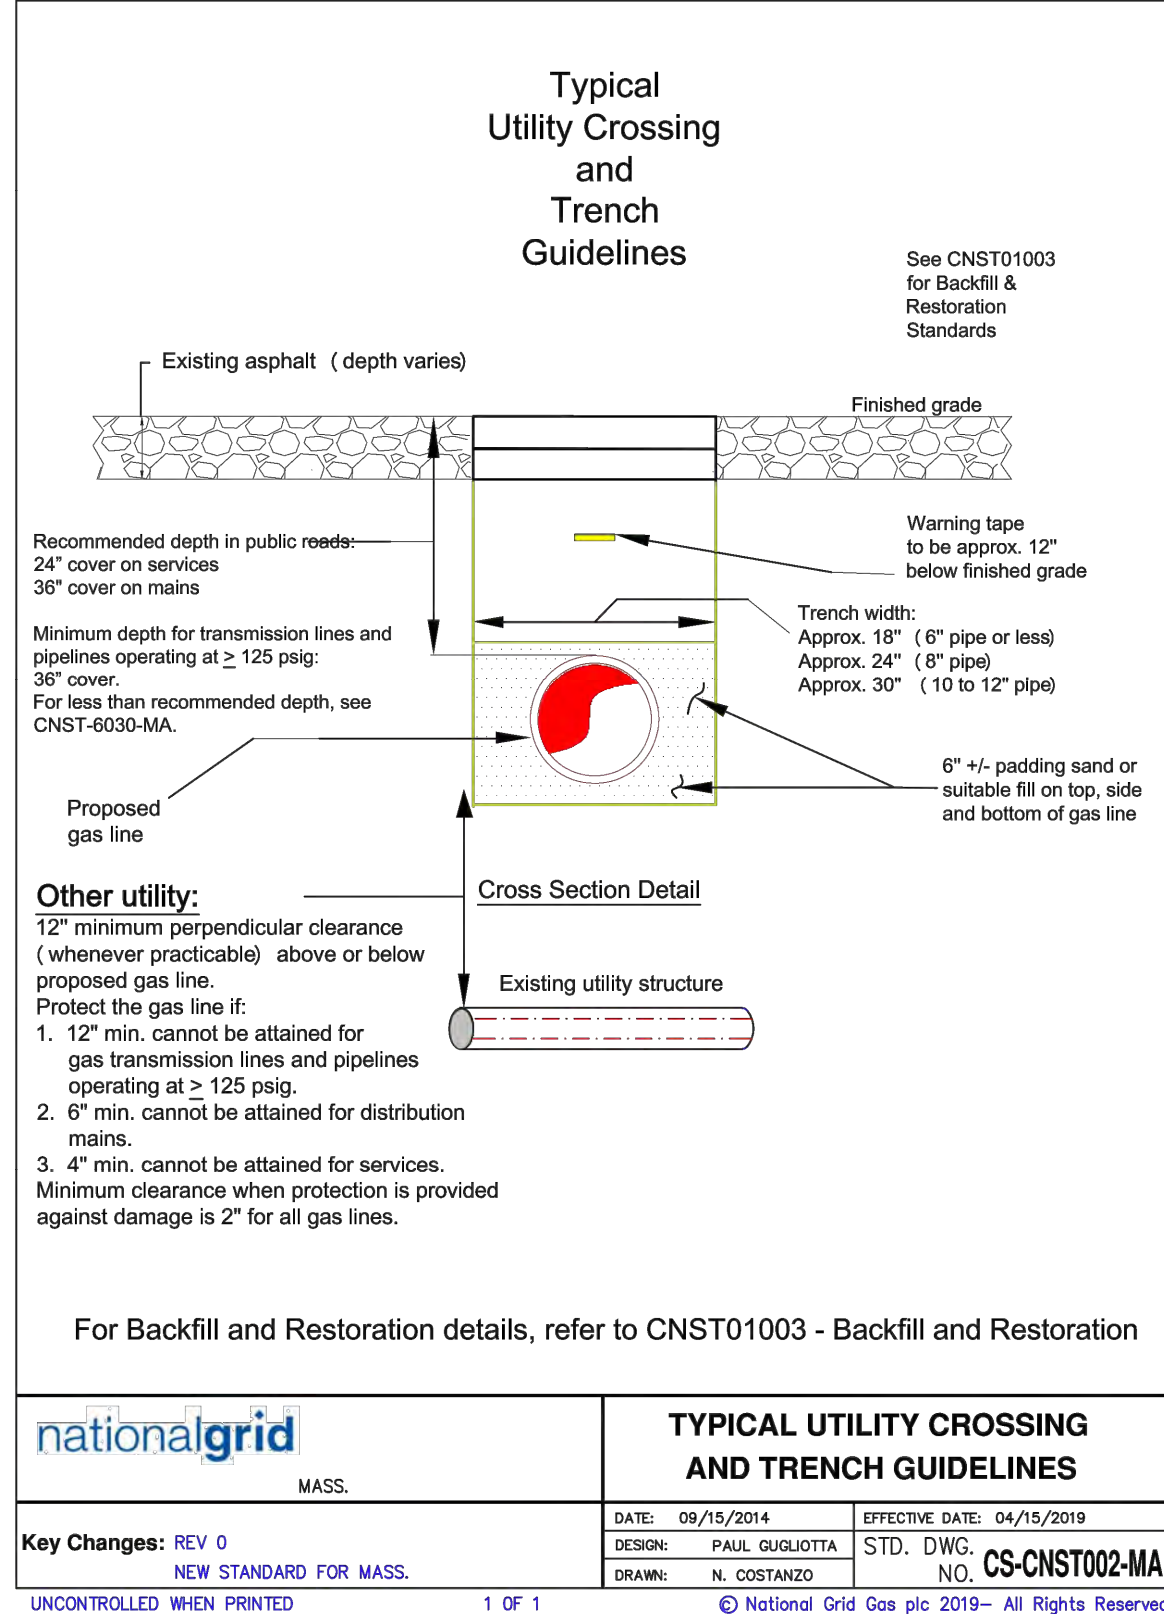 Typical
Utility Crossing
and
Trench
Guidelines
See CNST01003
for Backfill &
Restoration
Standards
Existing asphalt ( depth varies)
Finished grade
Recommended depth in public roads:
24" cover on services
36" cover on mains
Minimum depth for transmission lines and
pipelines operating at ≥ 125 psig:
36" cover.
For less than recommended depth, see
CNST-6030-MA.
Warning tape
to be approx. 12"
below finished grade
Trench width:
Approx. 18" ( 6" pipe or less)
Approx. 24" ( 8" pipe)
Approx. 30" ( 10 to 12" pipe)
6" +/- padding sand or
suitable fill on top, side
and bottom of gas line
Proposed
gas line
Cross Section Detail
Existing utility structure
Other utility:
12" minimum perpendicular clearance
( whenever practicable) above or below
proposed gas line.
Protect the gas line if:
1. 12" min. cannot be attained for
gas transmission lines and pipelines
operating at ≥ 125 psig.
2. 6" min. cannot be attained for distribution
mains.
3. 4" min. cannot be attained for services.
Minimum clearance when protection is provided
against damage is 2" for all gas lines.
For Backfill and Restoration details, refer to CNST01003 - Backfill and Restoration
nationalgrid
MASS.
TYPICAL UTILITY CROSSING
AND TRENCH GUIDELINES
Key Changes: REV 0
NEW STANDARD FOR MASS.
DATE: 09/15/2014
EFFECTIVE DATE: 04/15/2019
DESIGN: PAUL GUGLIOTTA
DRAWN: N. COSTANZO
STD. DWG.
NO. CS-CNST002-MA
UNCONTROLLED WHEN PRINTED
1 OF 1
© National Grid Gas plc 2019– All Rights Reserved